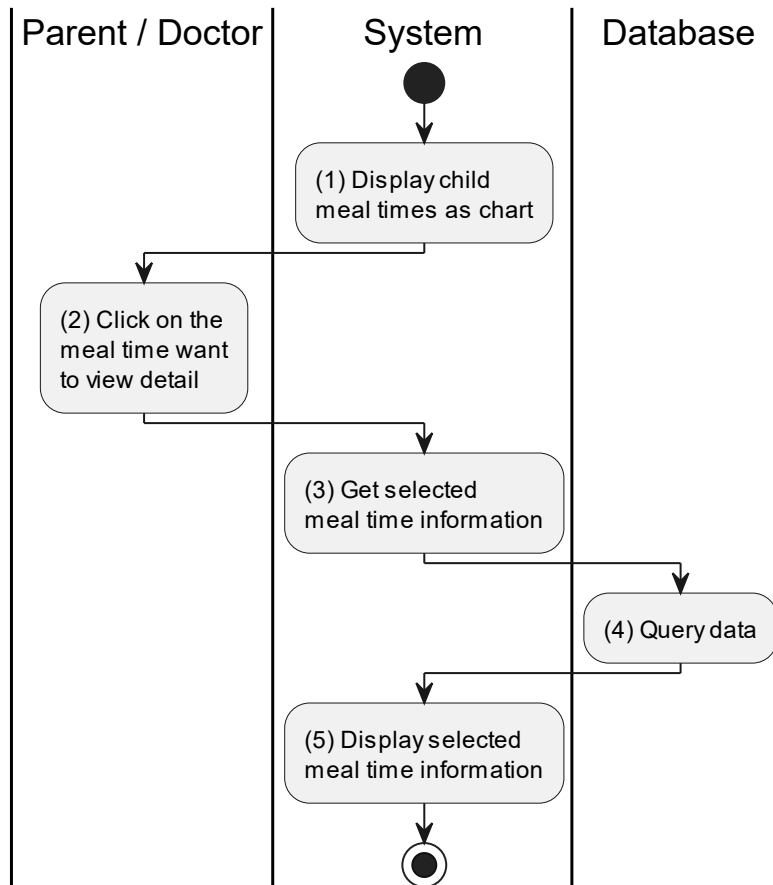 Parent / Doctor
System
Database
(1) Display child
meal times as chart
(2) Click on the
meal time want
to view detail
(3) Get selected
meal time information
(4) Query data
(5) Display selected
meal time information